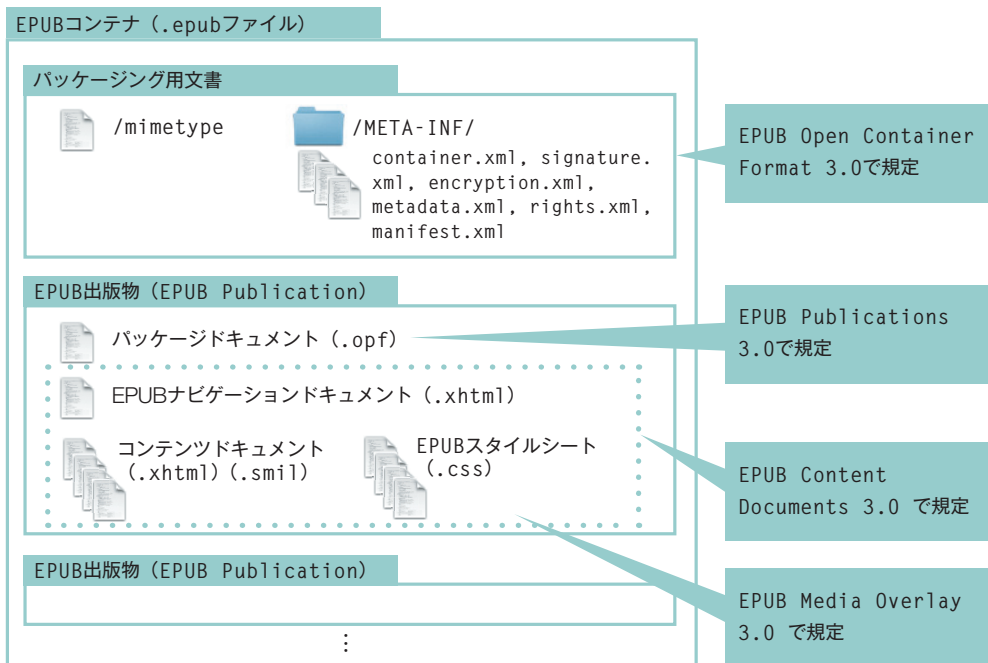 EPUBコンテナ（.epubファイル）
パッケージング用文書
/mimetype
/META-INF/
container.xml, signature.
xml, encryption.xml,
metadata.xml, rights.xml,
manifest.xml
EPUB Open Container
Format 3.0で規定
EPUB出版物（EPUB Publication）
パッケージドキュメント（.opf）
EPUB Publications
3.0で規定
EPUBナビゲーションドキュメント（.xhtml）
コンテンツドキュメント
（.xhtml）（.smil）
EPUBスタイルシート
（.css）
EPUB Content
Documents 3.0 で規定
EPUB出版物（EPUB Publication）
EPUB Media Overlay
3.0 で規定
⋮